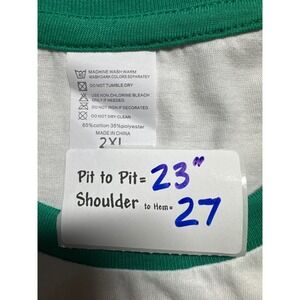 MACHINE WASH WARM
WASH DARK COLORS SEPARATELY
DO NOT TUMBLE DRY
USE NON-CHLORINE BLEACH
ONLY IF NEEDED
DO NOT IRON IF DECORATED
DO NOT DRY CLEAN
65%cotton 35%polyester
MADE IN CHINA
2XL
Pit to Pit= 23"
Shoulder to Hem= 27